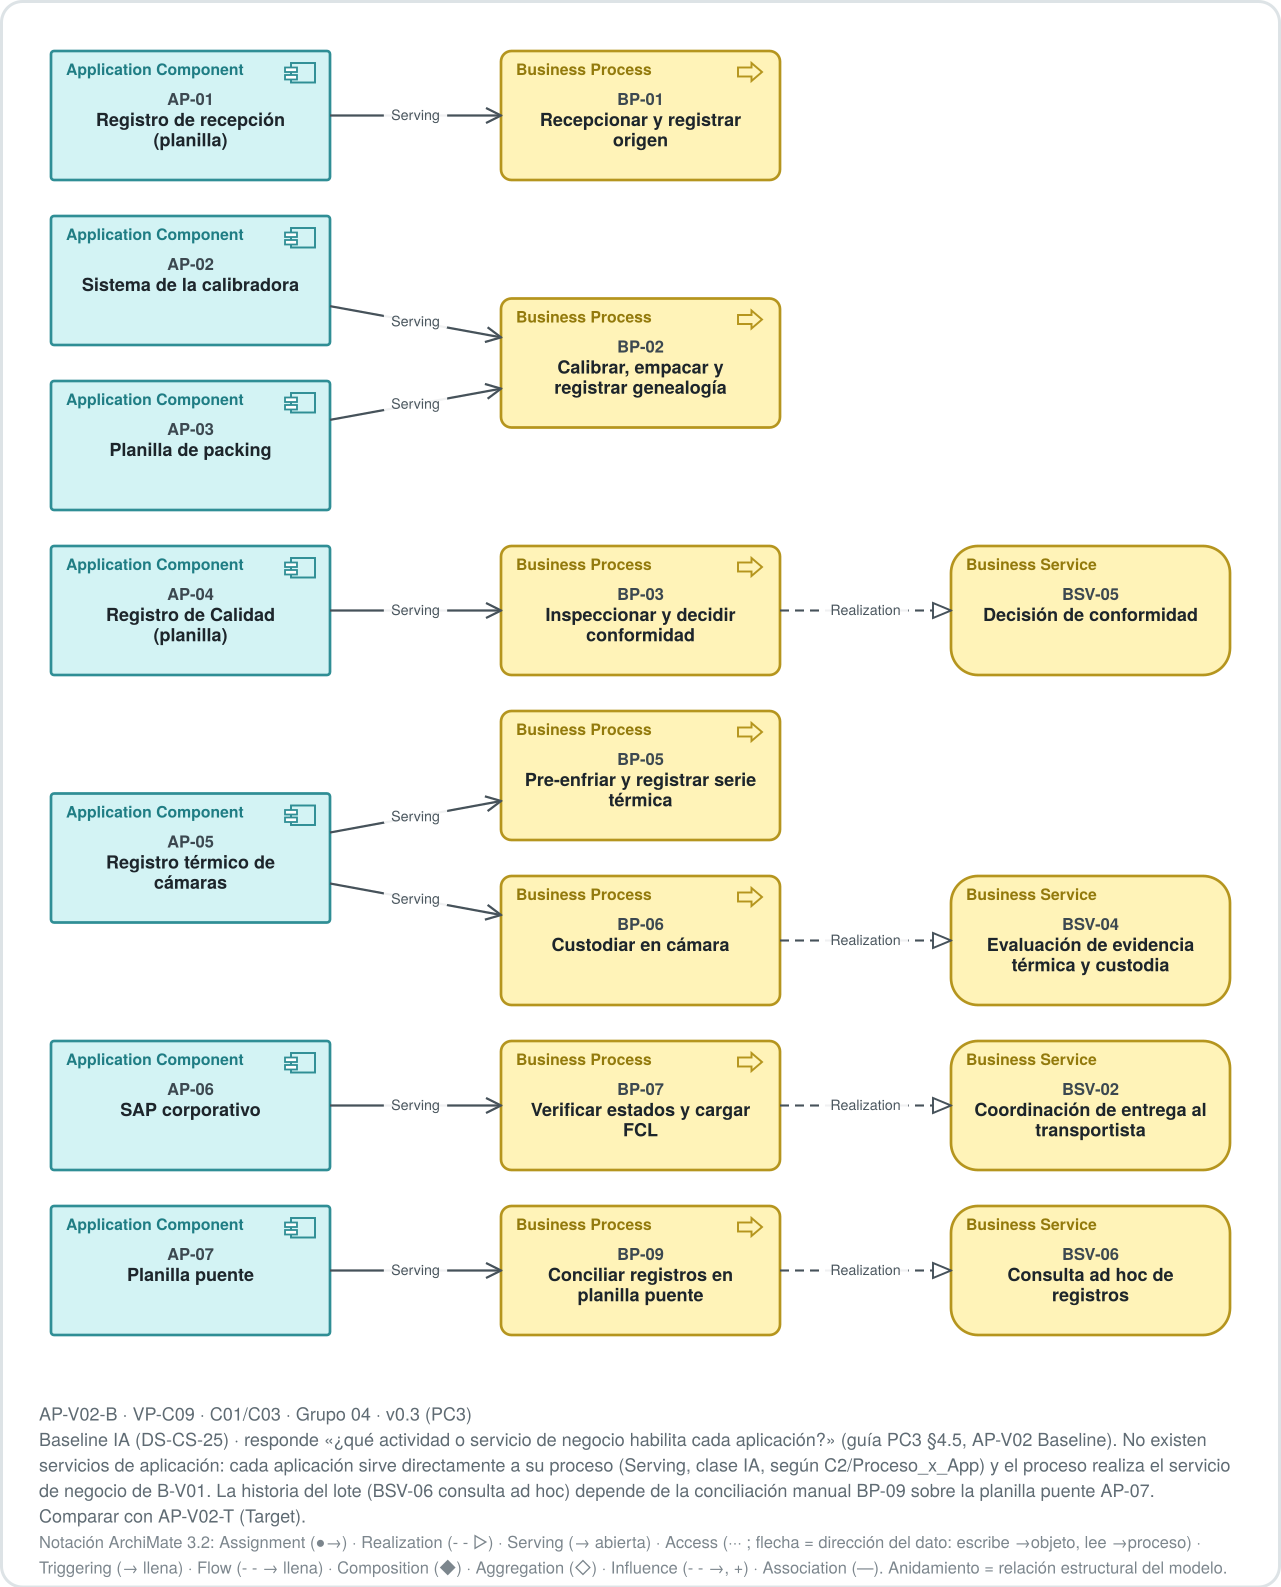 Application Component
AP-01
Registro de recepción
(planilla)
Serving
Business Process
BP-01
Recepcionar y registrar
origen
Application Component
AP-02
Sistema de la calibradora
Serving
Business Process
BP-02
Calibrar, empacar y
registrar genealogía
Application Component
AP-03
Planilla de packing
Serving
Application Component
AP-04
Registro de Calidad
(planilla)
Serving
Business Process
BP-03
Inspeccionar y decidir
conformidad
Realization
Business Service
BSV-05
Decisión de conformidad
Business Process
BP-05
Pre-enfriar y registrar serie
térmica
Application Component
AP-05
Registro térmico de
cámaras
Serving
Serving
Business Process
BP-06
Custodiar en cámara
Realization
Business Service
BSV-04
Evaluación de evidencia
térmica y custodia
Application Component
AP-06
SAP corporativo
Serving
Business Process
BP-07
Verificar estados y cargar
FCL
Realization
Business Service
BSV-02
Coordinación de entrega al
transportista
Application Component
AP-07
Planilla puente
Serving
Business Process
BP-09
Conciliar registros en
planilla puente
Realization
Business Service
BSV-06
Consulta ad hoc de
registros
AP-V02-B · VP-C09 · C01/C03 · Grupo 04 · v0.3 (PC3)
Baseline IA (DS-CS-25) · responde «¿qué actividad o servicio de negocio habilita cada aplicación?» (guía PC3 §4.5, AP-V02 Baseline). No existen
servicios de aplicación: cada aplicación sirve directamente a su proceso (Serving, clase IA, según C2/Proceso_x_App) y el proceso realiza el servicio
de negocio de B-V01. La historia del lote (BSV-06 consulta ad hoc) depende de la conciliación manual BP-09 sobre la planilla puente AP-07.
Comparar con AP-V02-T (Target).
Notación ArchiMate 3.2: Assignment (●→) · Realization (- - ▷) · Serving (→ abierta) · Access (··· ; flecha = dirección del dato: escribe →objeto, lee →proceso) ·
Triggering (→ llena) · Flow (- - → llena) · Composition (◆) · Aggregation (◇) · Influence (- - →, +) · Association (—). Anidamiento = relación estructural del modelo.